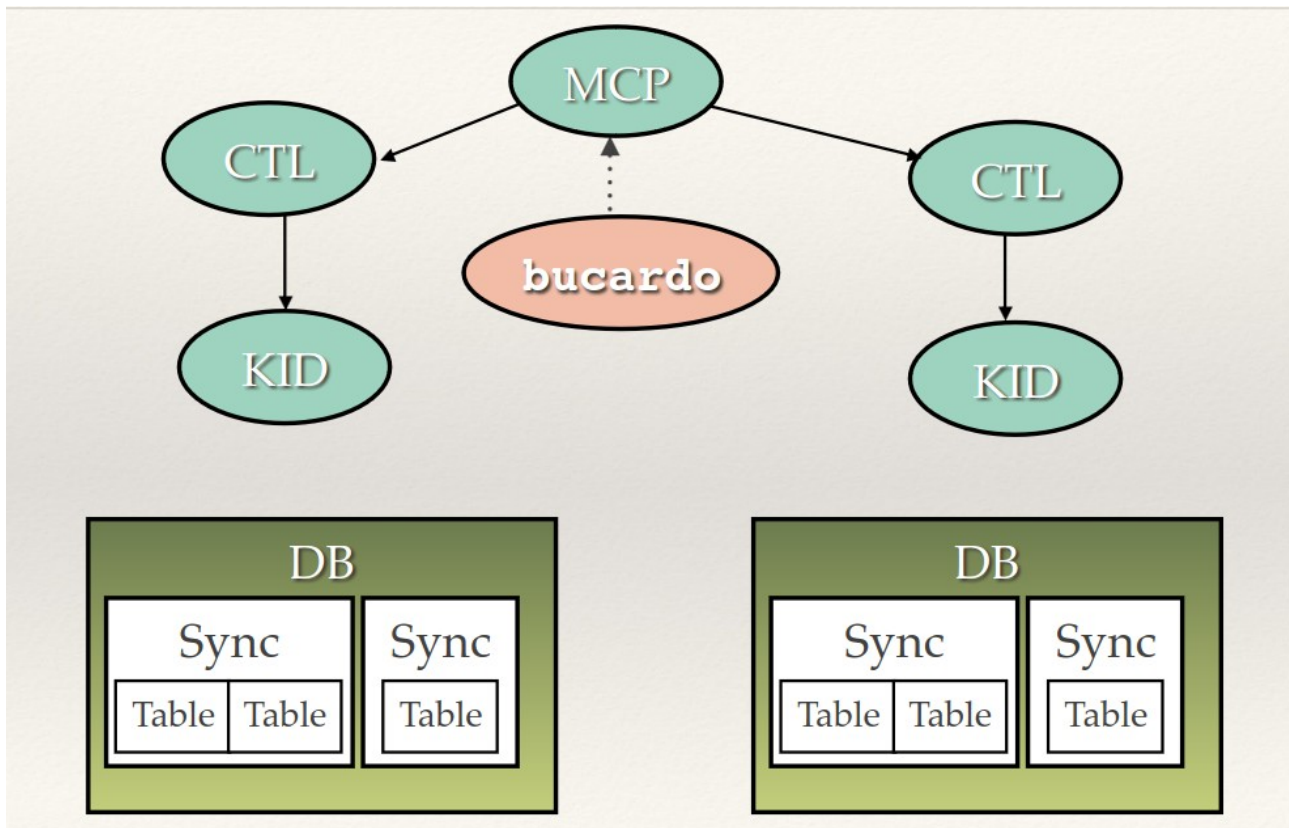 MCP
CTL
CTL
bucardo
KID
KID
DB
DB
Sync Sync
Sync Sync
Table Table Table
Table Table Table